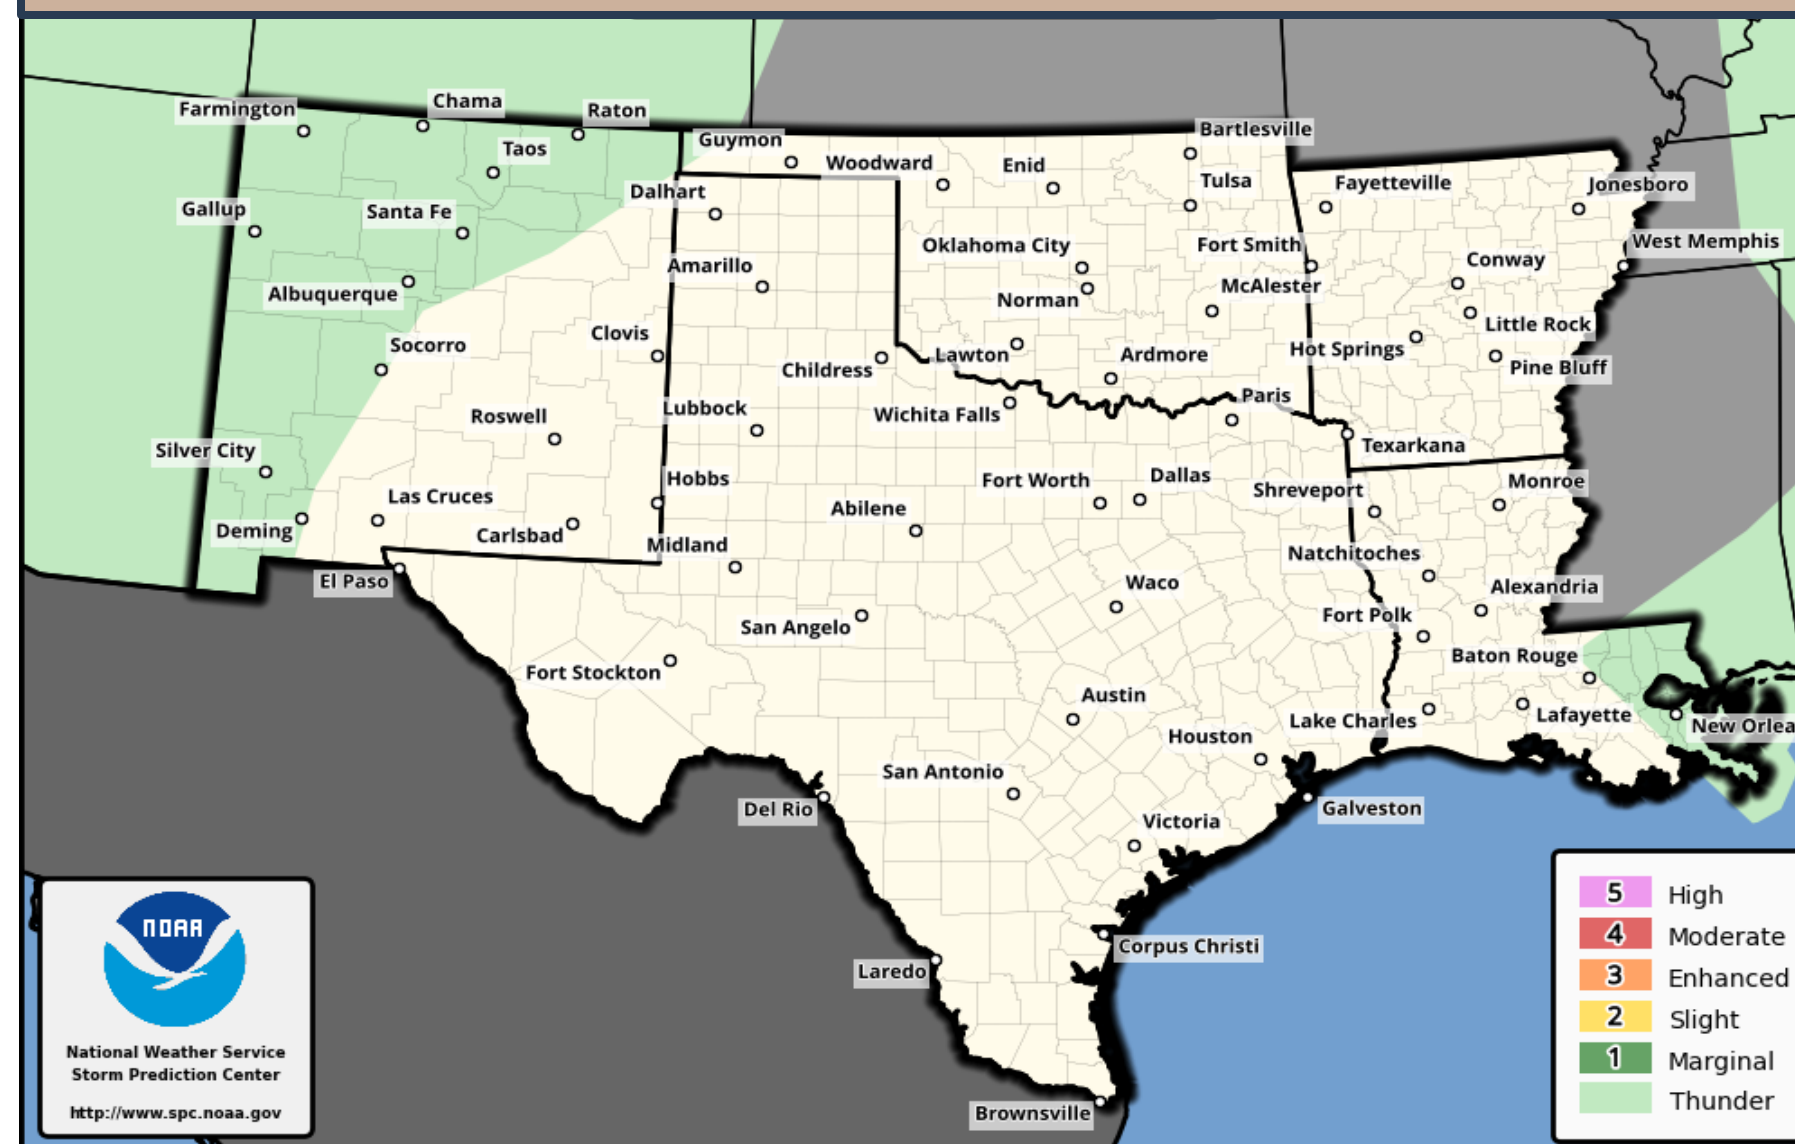 Farmington
Chama
Raton
Taos
Guymon
Woodward
Enid
Bartlesville
Tulsa
Fayetteville
Jonesboro
Dalhart
Gallup
Santa Fe
Oklahoma City
Fort Smith
West Memphis
Conway
Amarillo
Albuquerque
Norman
McAlester
Little Rock
Socorro
Clovis
Childress
Lawton
Ardmore
Hot Springs
Pine Bluff
Roswell
Lubbock
Wichita Falls
Paris
Texarkana
Silver City
Las Cruces
Hobbs
Fort Worth
Dallas
Shreveport
Monroe
Deming
Carlsbad
Midland
Abilene
Natchitoches
El Paso
Waco
Alexandria
San Angelo
Fort Polk
Fort Stockton
Baton Rouge
Austin
Lake Charles
Lafayette
New Orlea
Houston
San Antonio
Del Rio
Galveston
Victoria
Corpus Christi
Laredo
Brownsville
NOAA
National Weather Service
Storm Prediction Center
http://www.spc.noaa.gov
5 High
4 Moderate
3 Enhanced
2 Slight
1 Marginal
Thunder